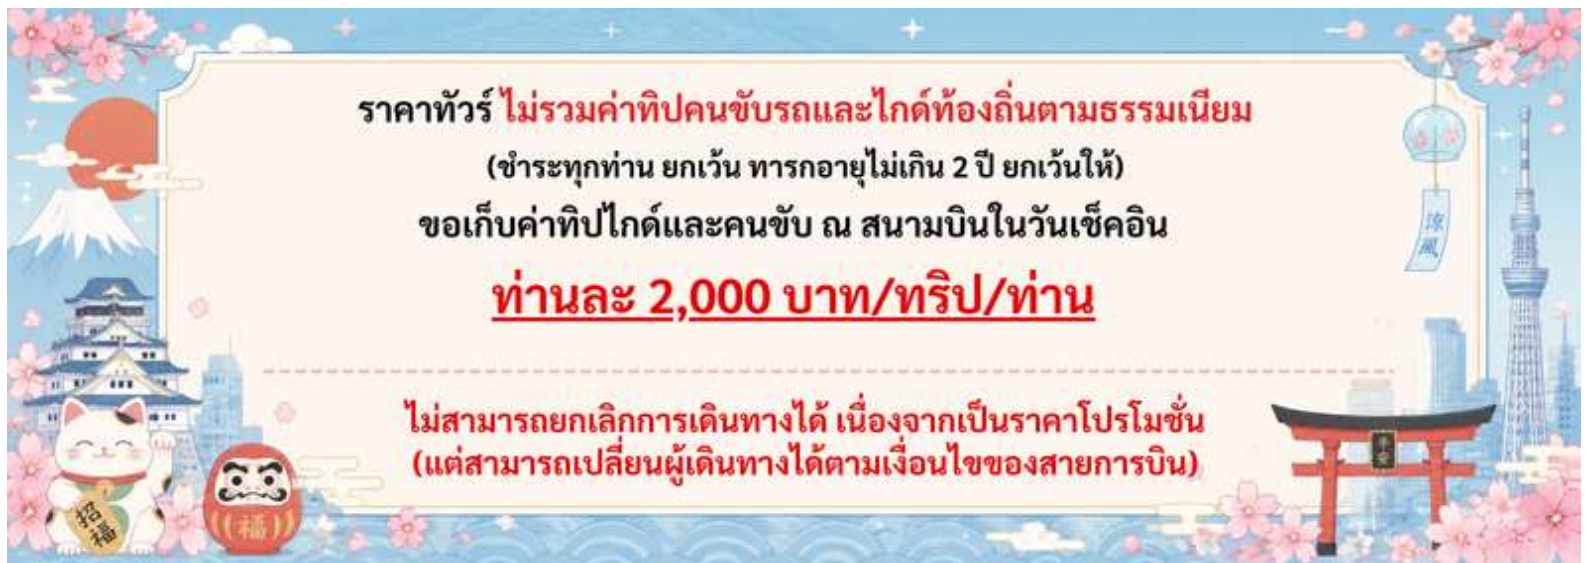 ราคาทัวร์ ไม่รวมค่าทิปคนขับรถและไกด์ท้องถิ่นตามธรรมเนียม
(ชำระทุกท่าน ยกเว้น ทารกอายุไม่เกิน 2 ปี ยกเว้นให้)
ขอเก็บค่าทิปไกด์และคนขับ ณ สนามบินในวันเช็คอิน
ท่านละ 2,000 บาท/ทริป/ท่าน
涼風
ไม่สามารถยกเลิกการเดินทางได้ เนื่องจากเป็นราคาโปรโมชั่น
(แต่สามารถเปลี่ยนผู้เดินทางได้ตามเงื่อนไขของสายการบิน)
招福
福